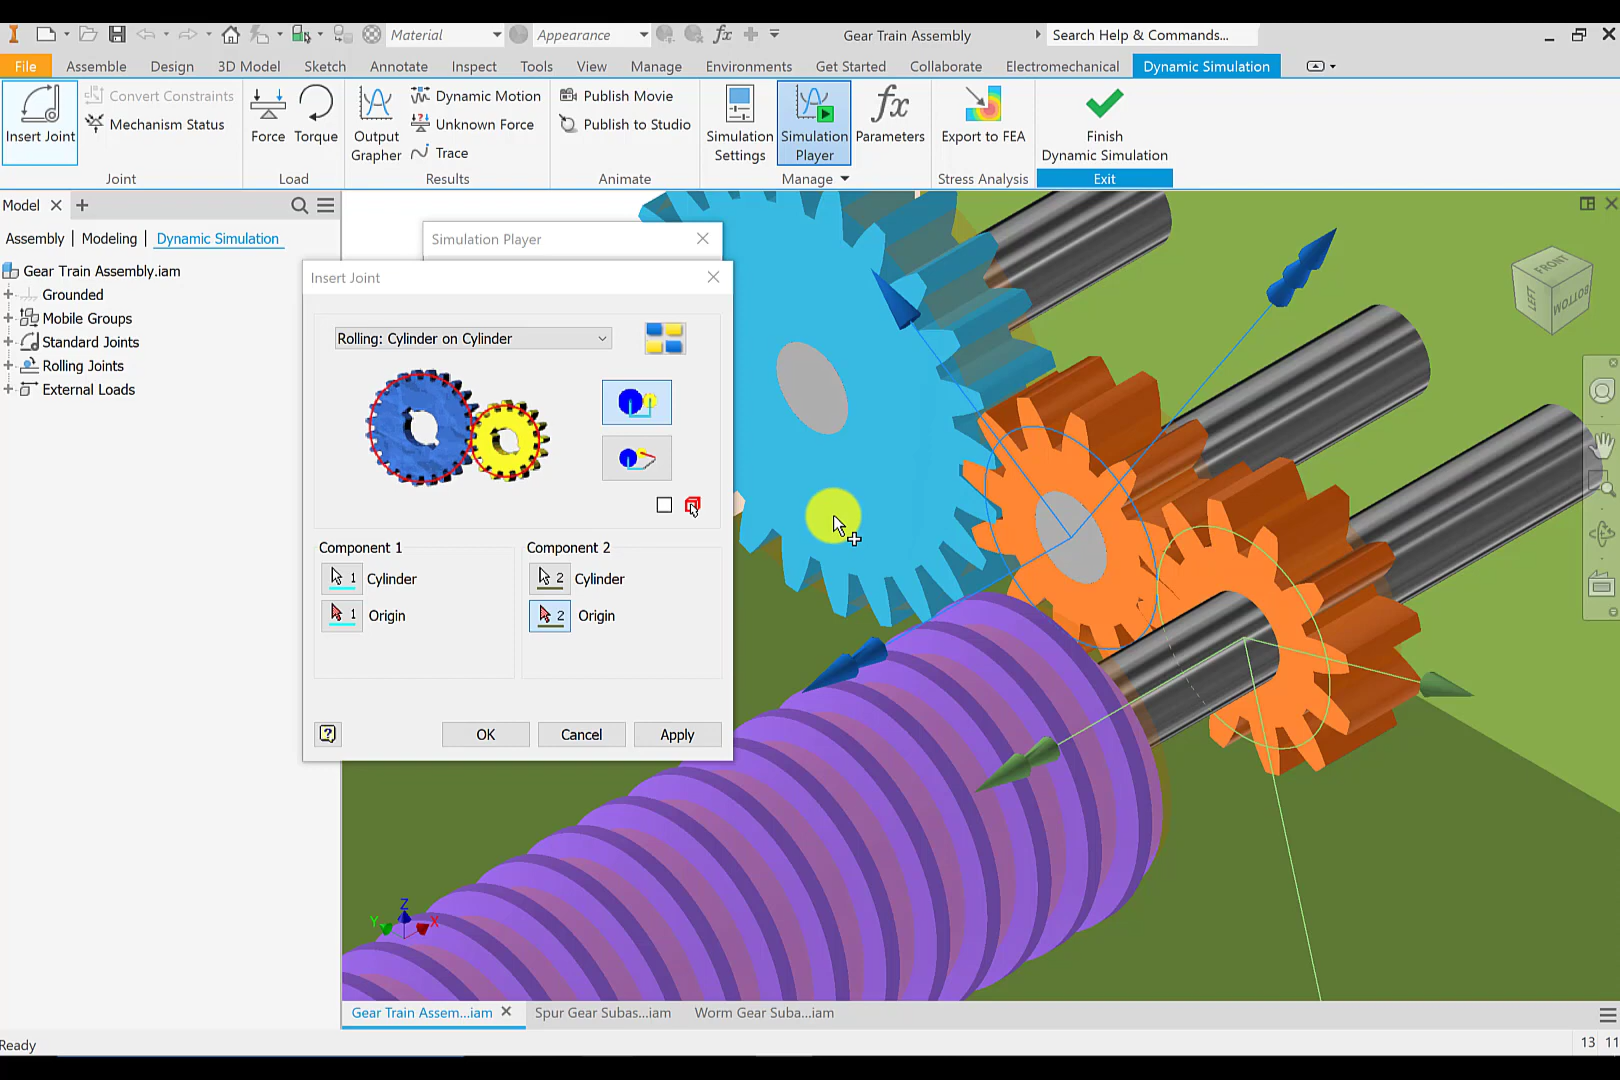 Material
Appearance
Gear Train Assembly
Search Help & Commands...
File
Assemble
Design
3D Model
Sketch
Annotate
Inspect
Tools
View
Manage
Environments
Get Started
Collaborate
Electromechanical
Dynamic Simulation
Insert Joint
Convert Constraints
Mechanism Status
Joint
Force
Torque
Load
Output
Grapher
Dynamic Motion
Unknown Force
Trace
Results
Publish Movie
Publish to Studio
Animate
Simulation
Settings
Simulation
Player
fx
Parameters
Manage
Export to FEA
Stress Analysis
Finish
Dynamic Simulation
Exit
Model
Assembly
Modeling
Dynamic Simulation
Gear Train Assembly.iam
Grounded
Mobile Groups
Standard Joints
Rolling Joints
External Loads
Simulation Player
Insert Joint
Rolling: Cylinder on Cylinder
Component 1
Component 2
1 Cylinder
2 Cylinder
1 Origin
2 Origin
OK
Cancel
Apply
FRONT
LEFT
BOTTOM
Z
Y
X
Gear Train Assem...iam
Spur Gear Subas...iam
Worm Gear Suba...iam
Ready
13
11